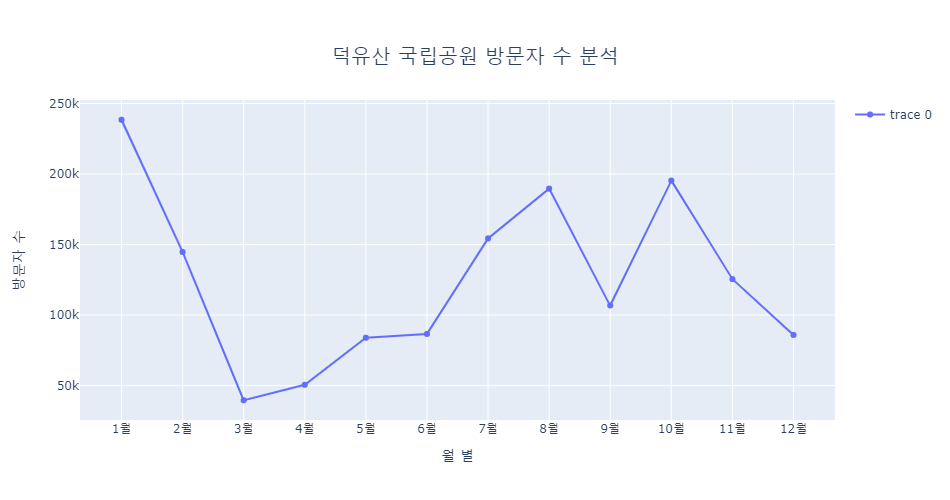 덕유산 국립공원 방문자 수 분석
trace 0
방문자 수
250k
200k
150k
100k
50k
1월 2월 3월 4월 5월 6월 7월 8월 9월 10월 11월 12월
월 별